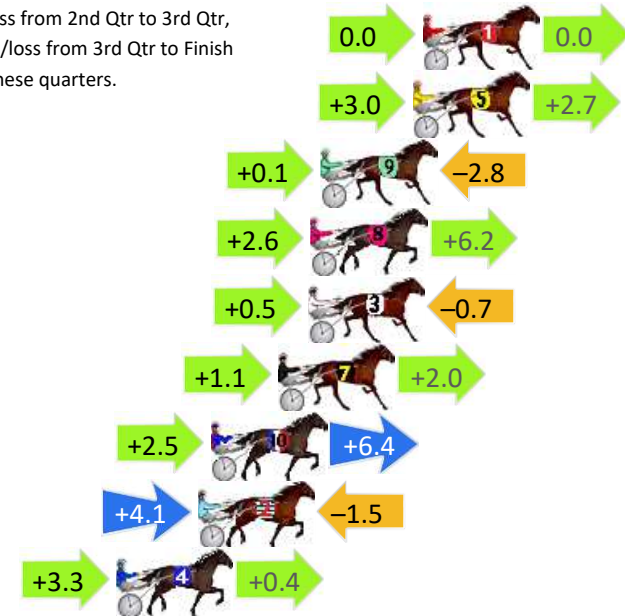 ss from 2nd Qtr to 3rd Qtr,
/loss from 3rd Qtr to Finish
hese quarters.
0.0 1 0.0
+3.0 5 +2.7
+0.1 9 –2.8
+2.6 8 +6.2
+0.5 3 –0.7
+1.1 7 +2.0
+2.5 10 +6.4
+4.1 2 –1.5
+3.3 4 +0.4